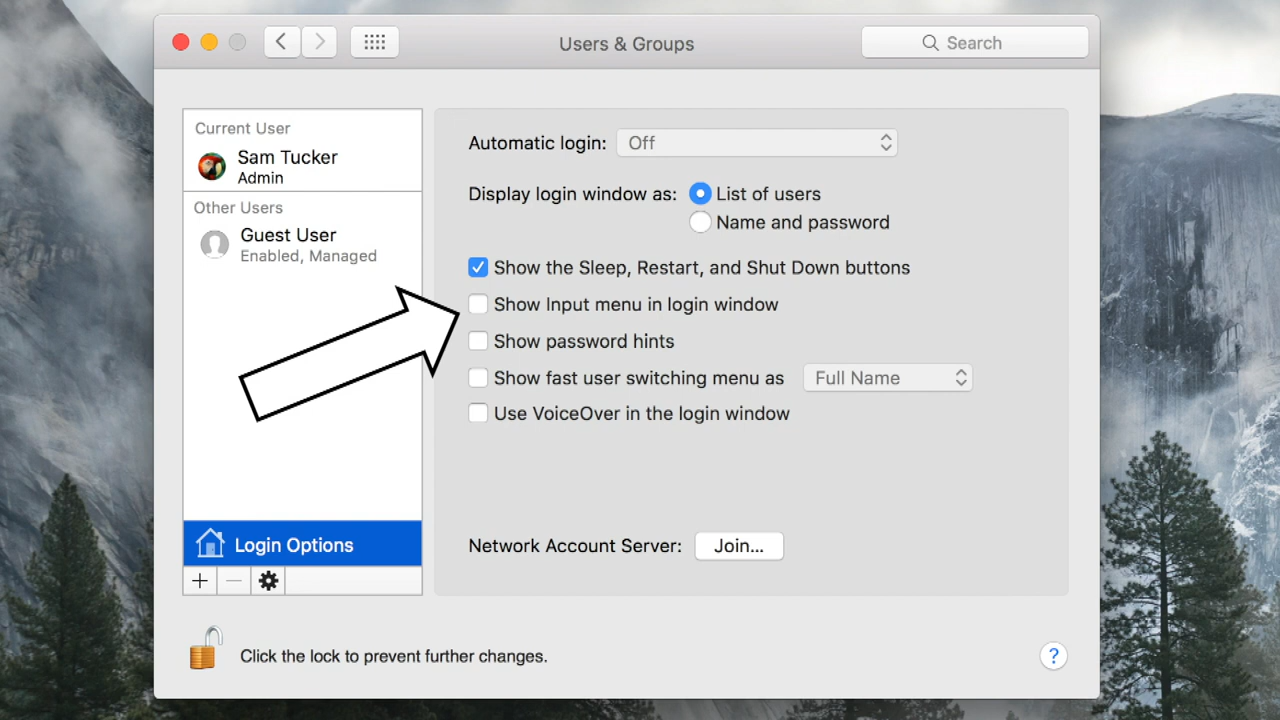 Users & Groups
Search
Current User
Sam Tucker
Admin
Other Users
Guest User
Enabled, Managed
Login Options
Automatic login: Off
Display login window as: List of users
Name and password
Show the Sleep, Restart, and Shut Down buttons
Show Input menu in login window
Show password hints
Show fast user switching menu as Full Name
Use VoiceOver in the login window
Network Account Server: Join...
Click the lock to prevent further changes.
?